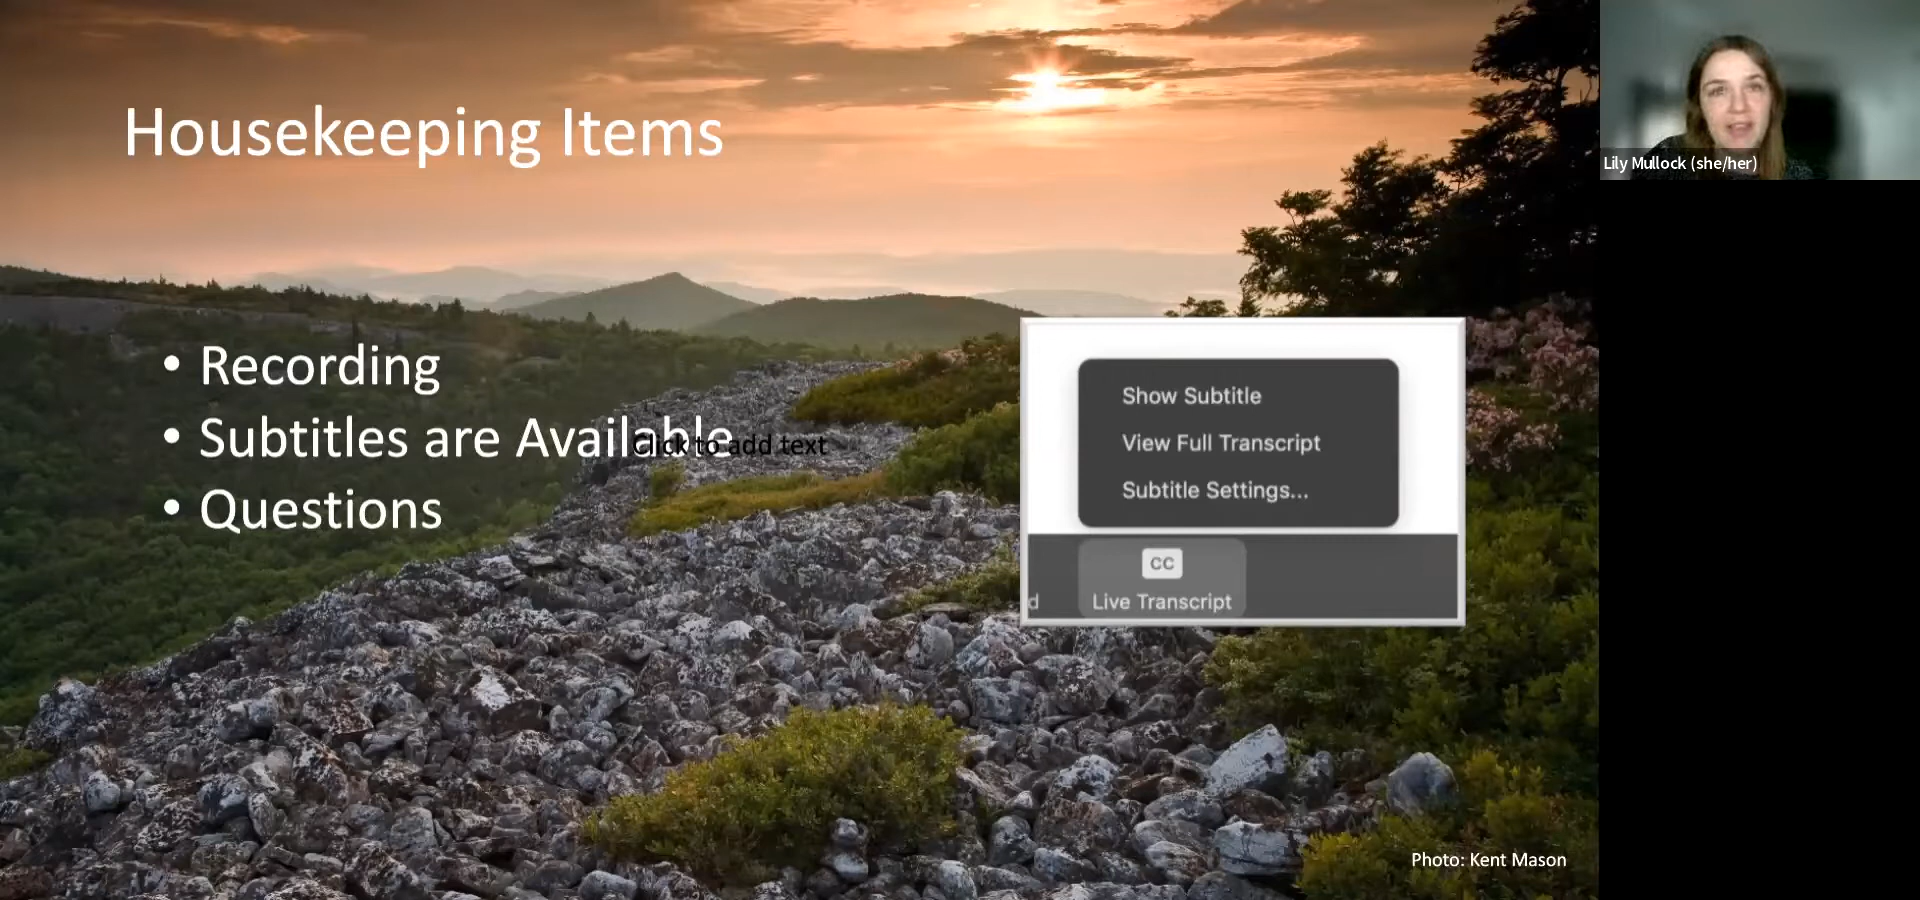 Housekeeping Items
• Recording
• Subtitles are Available
Click to add text
• Questions
Show Subtitle
View Full Transcript
Subtitle Settings...
CC
d
Live Transcript
Photo: Kent Mason
Lily Mullock (she/her)